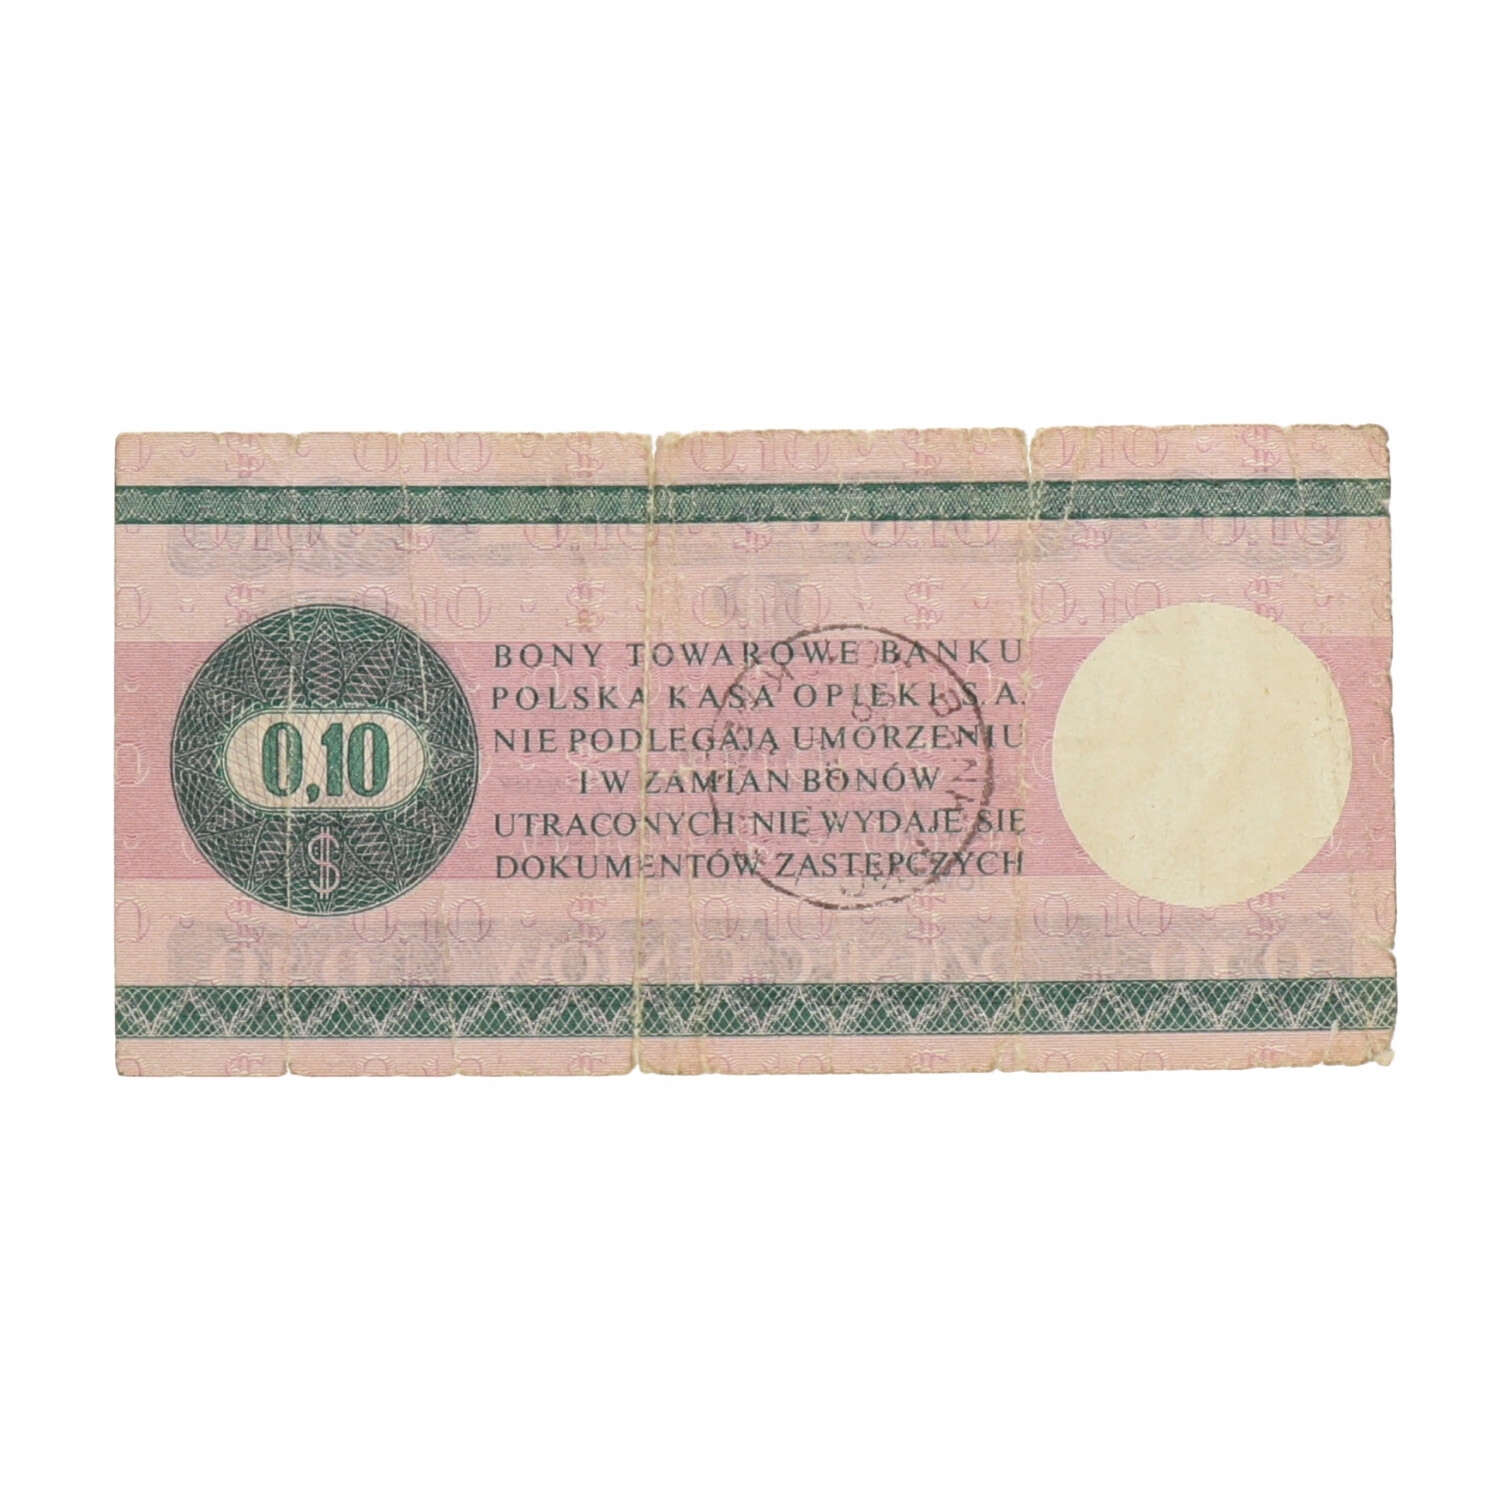 BONY TOWAROWE BANKU
POLSKA KASA OPIEKI S.A.
NIE PODLEGAJĄ UMORZENIU
I W ZAMIAN BONÓW
UTRACONYCH NIE WYDAJE SIĘ
DOKUMENTÓW ZASTĘPCZYCH
0,10
$